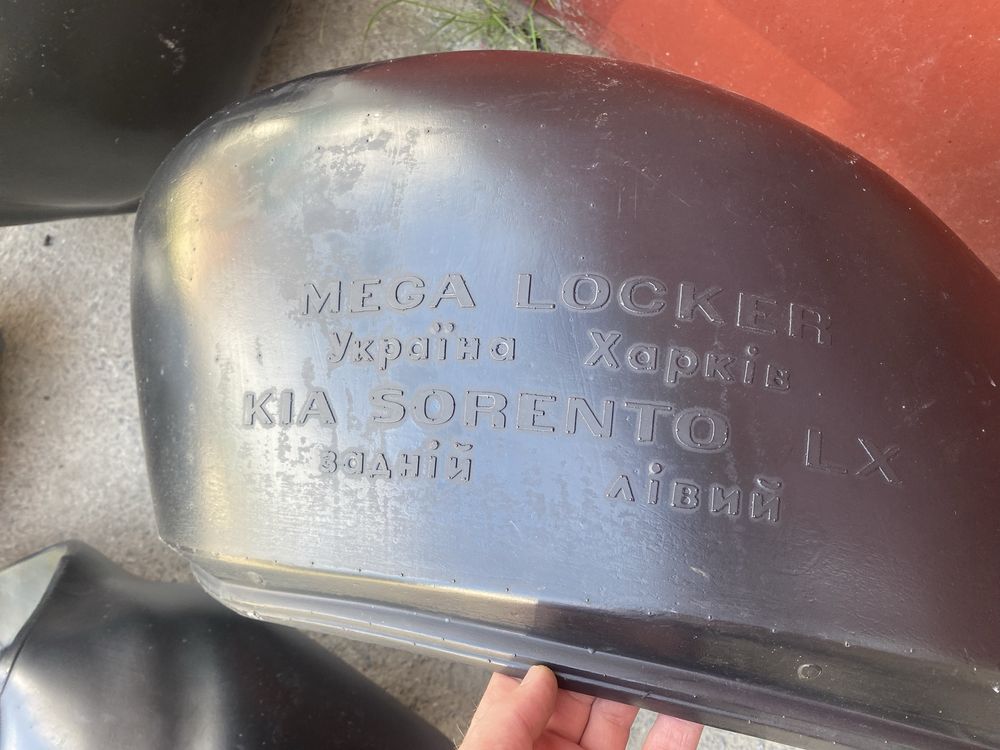 MEGA LOCKER
Україна Харків
KIA SORENTO LX
задній лівий